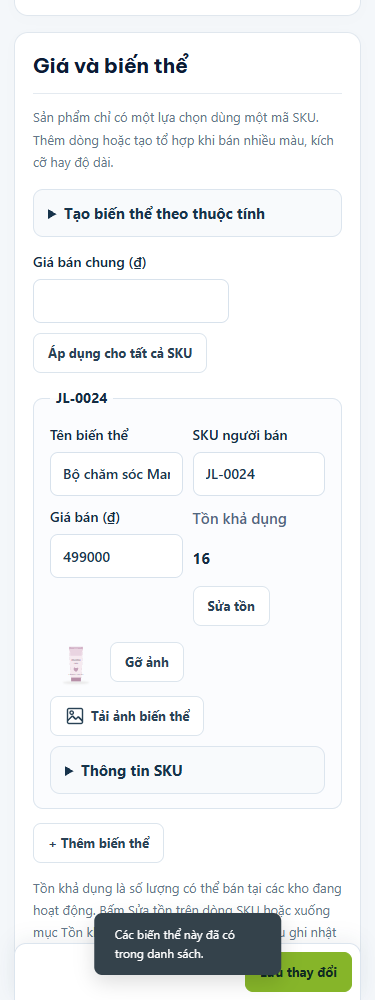 Giá và biến thể
Sản phẩm chỉ có một lựa chọn dùng một mã SKU.
Thêm dòng hoặc tạo tổ hợp khi bán nhiều màu, kích
cỡ hay độ dài.
▶ Tạo biến thể theo thuộc tính
Giá bán chung (₫)
Áp dụng cho tất cả SKU
JL-0024
Tên biến thể
SKU người bán
Bộ chăm sóc
JL-0024
Giá bán (₫)
Tồn khả dụng
499000
16
Sửa tồn
Gỡ ảnh
Tải ảnh biến thể
▶ Thông tin SKU
+ Thêm biến thể
Tồn khả dụng là số lượng có thể bán tại các kho đang
hoạt động. Bấm Sửa tồn trên dòng SKU hoặc xuống
mục Tồn ghi nhật
Các biến thể này đã có
trong danh sách.
thay đổi